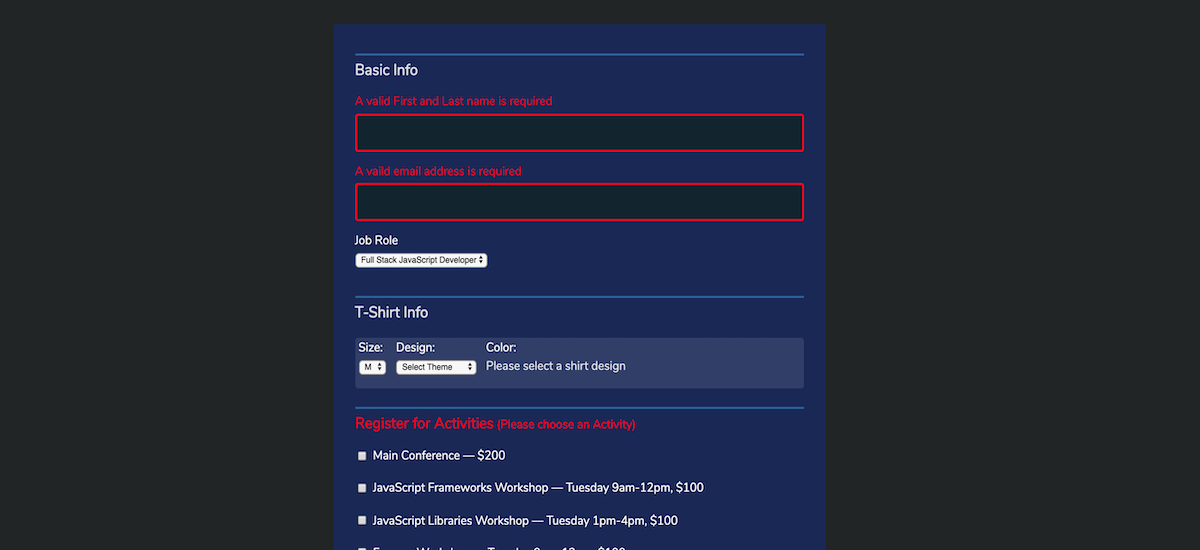 Basic Info
A valid First and Last name is required
A vaild email address is required
Job Role
Full Stack JavaScript Developer
T-Shirt Info
Size: Design: Color:
M Select Theme Please select a shirt design
Register for Activities (Please choose an Activity)
Main Conference — $200
JavaScript Frameworks Workshop — Tuesday 9am-12pm, $100
JavaScript Libraries Workshop — Tuesday 1pm-4pm, $100